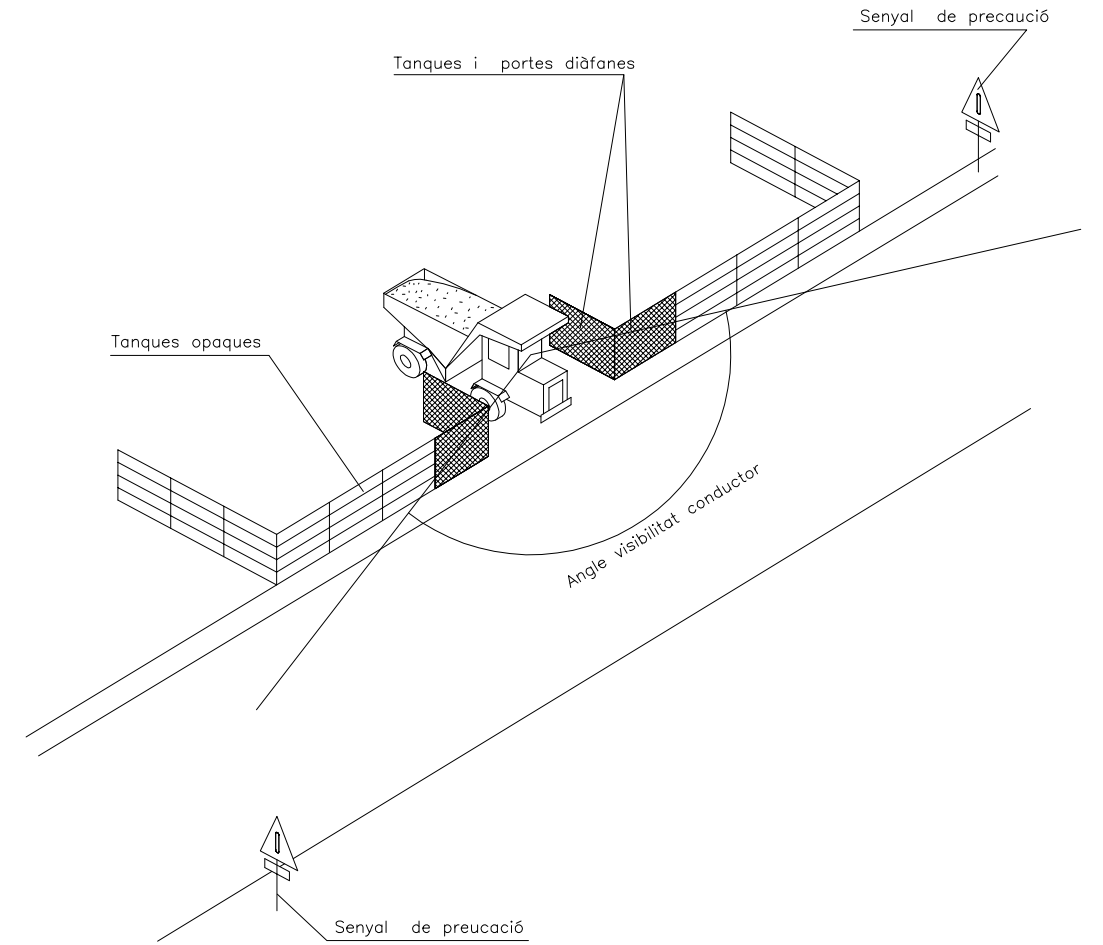 Senyal de precaució
Tanques i portes diàfanes
Tanques opaques
Angle visibilitat conductor
Senyal de preucació